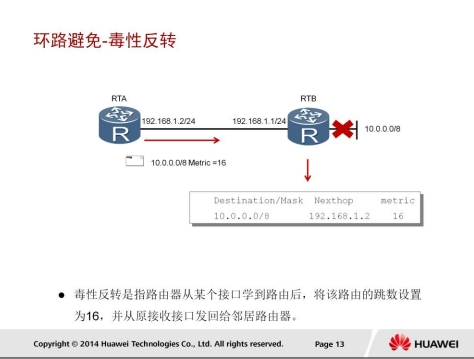 环路避免-毒性反转
RTA
RTB
192.168.1.2/24
192.168.1.1/24
10.0.0.0/8
R
R
10.0.0.0/8 Metric =16
Destination/Mask Nexthop metric
10.0.0.0/8 192.168.1.2 16
● 毒性反转是指路由器从某个接口学到路由后，将该路由的跳数设置
为16，并从原接收接口发回给邻居路由器。
Copyright © 2014 Huawei Technologies Co., Ltd. All rights reserved.
Page 13
HUAWEI